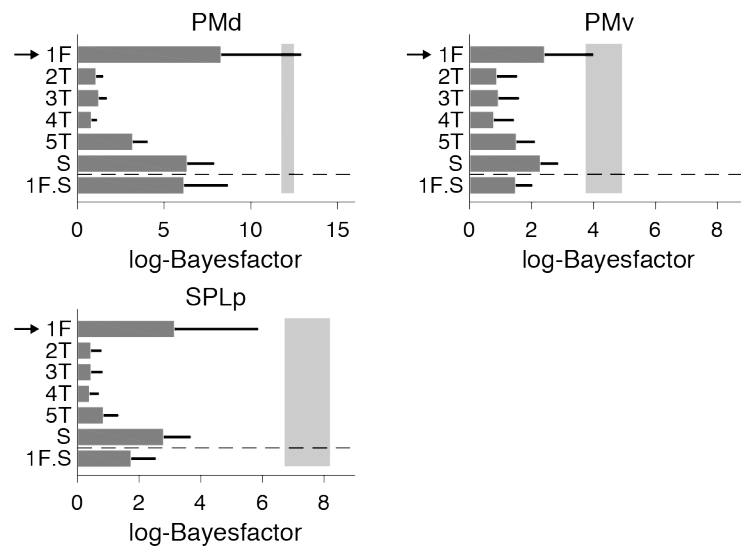 PMd
1F
2T
3T
4T
5T
S
1F.S
0 5 10 15
log-Bayesfactor
PMv
1F
2T
3T
4T
5T
S
1F.S
0 2 4 6 8
log-Bayesfactor
SPLp
1F
2T
3T
4T
5T
S
1F.S
0 2 4 6 8
log-Bayesfactor